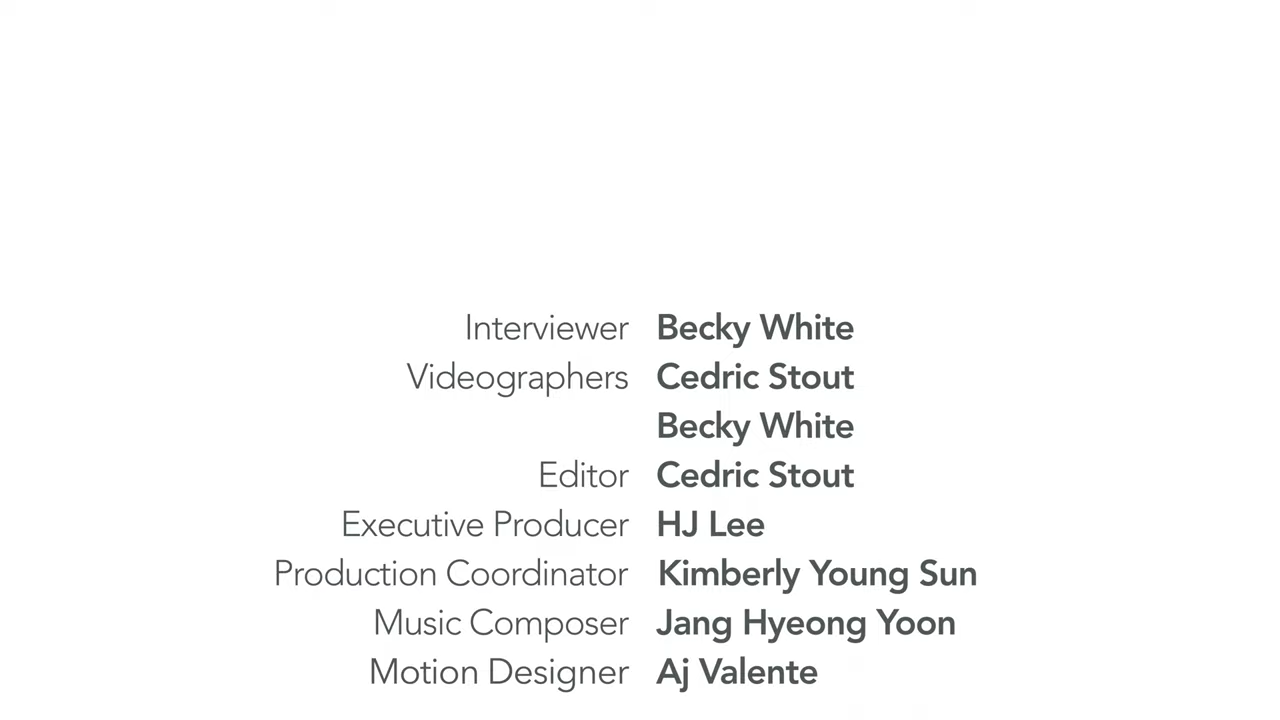 Interviewer Becky White
Videographers Cedric Stout
Becky White
Editor Cedric Stout
Executive Producer HJ Lee
Production Coordinator Kimberly Young Sun
Music Composer Jang Hyeong Yoon
Motion Designer Aj Valente